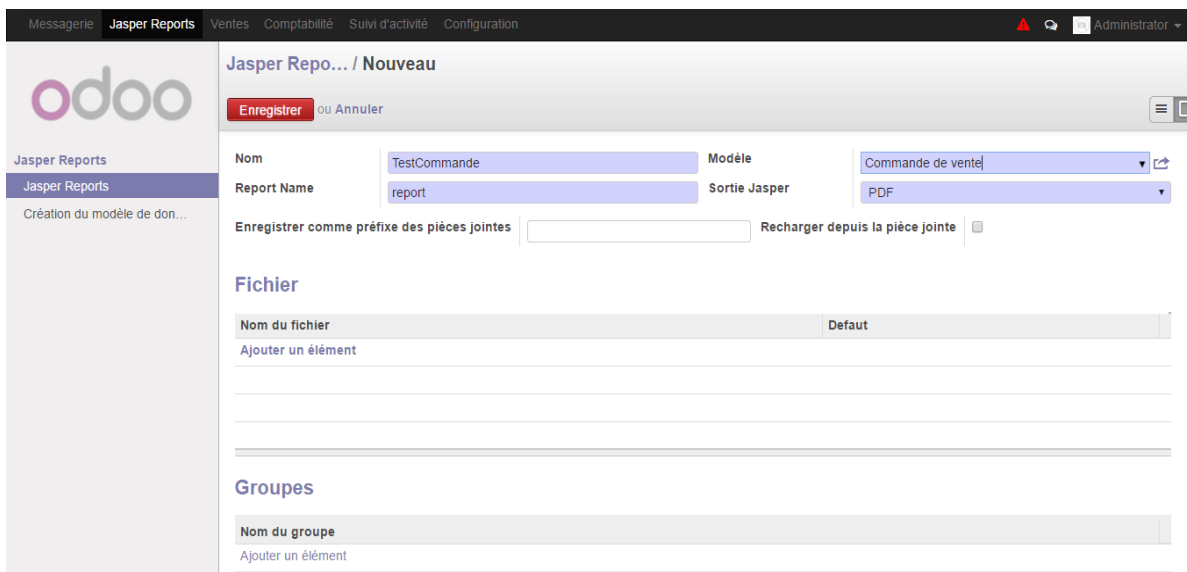 Messagerie Jasper Reports Ventes Comptabilité Suivi d'activité Configuration Administrator
odoo
Jasper Repo... / Nouveau
Enregistrer ou Annuler
Jasper Reports
Jasper Reports
Création du modèle de don...
Nom TestCommande Modèle Commande de vente
Report Name report Sortie Jasper PDF
Enregistrer comme préfixe des pièces jointes Recharger depuis la pièce jointe
Fichier
Nom du fichier Defaut
Ajouter un élément
Groupes
Nom du groupe
Ajouter un élément